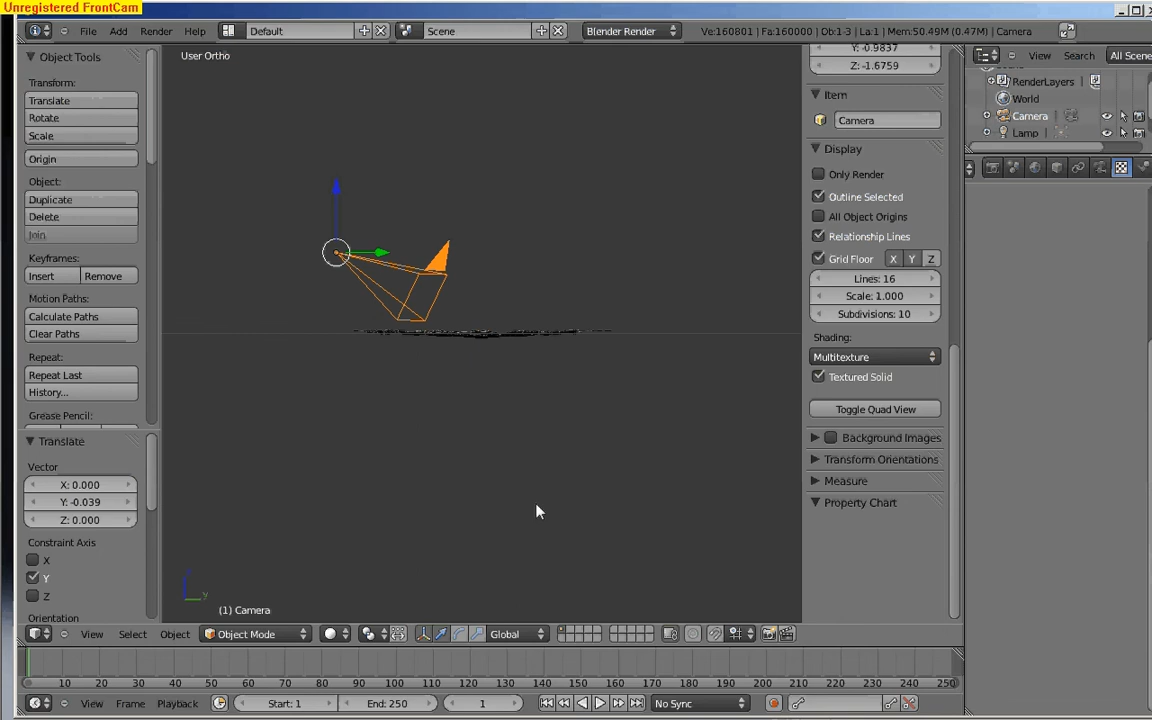 Unregistered FrontCam
File Add Render Help Default Scene Blender Render Ve:160801 | Fa:160000 | Ob:1-3 | La:1 | Mem:50.49M (0.47M) | Camera
Object Tools
Transform:
Translate
Rotate
Scale
Origin
Object:
Duplicate
Delete
Join
Keyframes:
Insert Remove
Motion Paths:
Calculate Paths
Clear Paths
Repeat:
Repeat Last
History...
Grease Pencil:
Translate
Vector
X: 0.000
Y: -0.039
Z: 0.000
Constraint Axis
X
Y
Z
Orientation
User Ortho
y
(1) Camera
Y: -0.9837
Z: -1.6759
Item
Camera
Display
Only Render
Outline Selected
All Object Origins
Relationship Lines
Grid Floor X Y Z
Lines: 16
Scale: 1.000
Subdivisions: 10
Shading:
Multitexture
Textured Solid
Toggle Quad View
Background Images
Transform Orientations
Measure
Property Chart
View Search All Scene
RenderLayers
World
Camera
Lamp
View Select Object Object Mode Global
10 20 30 40 50 60 70 80 90 100 110 120 130 140 150 160 170 180 190 200 210 220 230 240 250
View Frame Playback Start: 1 End: 250 1 No Sync